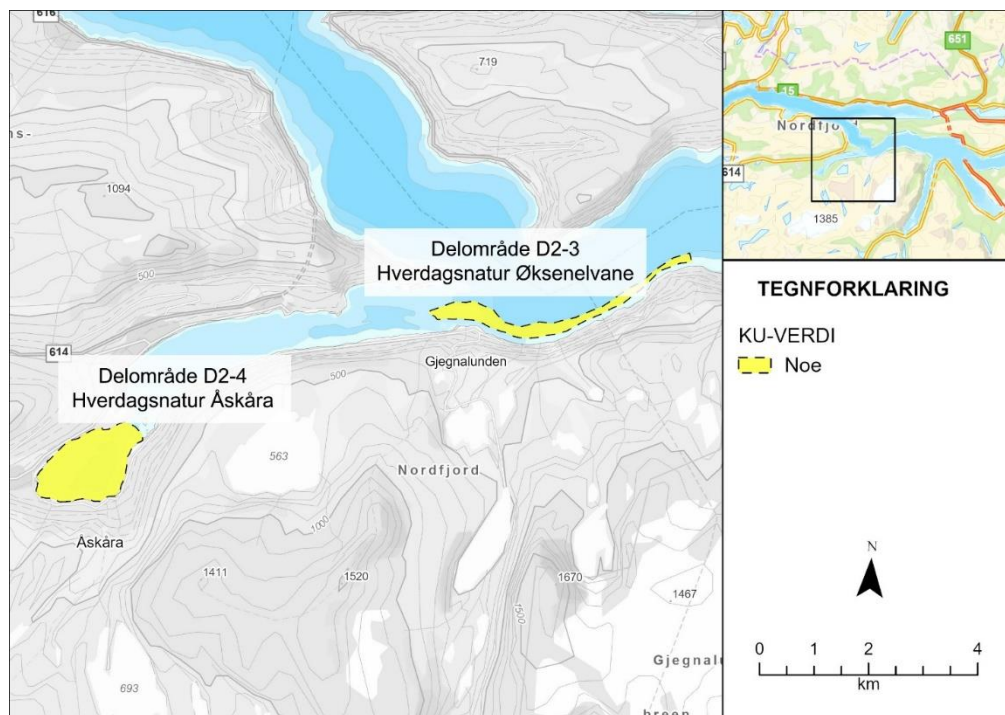 616
719
ns-
1094
500
Delområde D2-3
Hverdagsnatur Øksenelvane
614
Gjegnalunden
Delområde D2-4
Hverdagsnatur Åskåra
500
563
Nordfjord
Åskåra
1000
1411
1520
1670
1467
1500
693
Gjegnalu
breen
651
15
Nordfjo
614
1385
TEGNFORKLARING
KU-VERDI
Noe
N
0 1 2 4
km